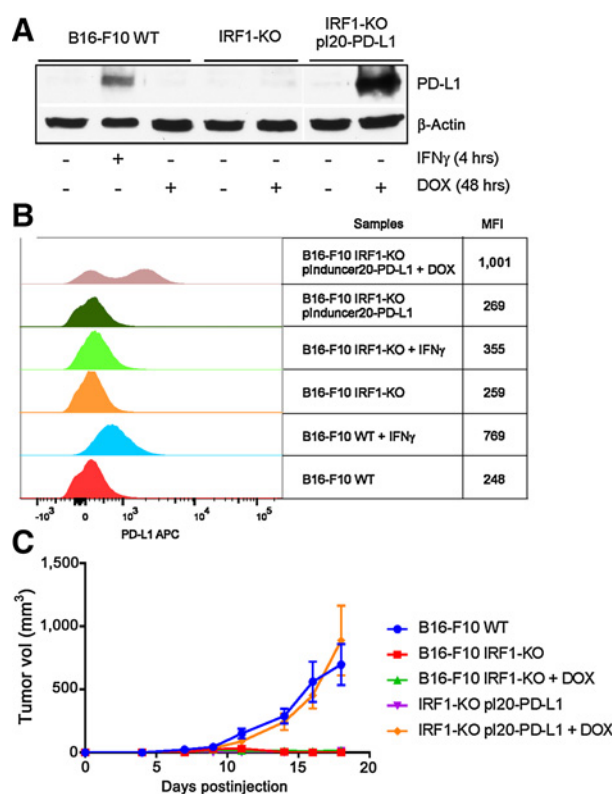 A
B16-F10 WT
IRF1-KO
IRF1-KO
pI20-PD-L1
PD-L1
β-Actin
- + - - - - - IFNγ (4 hrs)
- - + - + - + DOX (48 hrs)
B
Samples MFI
B16-F10 IRF1-KO
pInduncer20-PD-L1 + DOX 1,001
B16-F10 IRF1-KO
pInduncer20-PD-L1 269
B16-F10 IRF1-KO + IFNγ 355
B16-F10 IRF1-KO 259
B16-F10 WT + IFNγ 769
B16-F10 WT 248
-10³ 0 10³ 10⁴ 10⁵
PD-L1 APC
C
Tumor vol (mm³)
1,500
1,000
500
0
0 5 10 15 20
Days postinjection
B16-F10 WT
B16-F10 IRF1-KO
B16-F10 IRF1-KO + DOX
IRF1-KO pI20-PD-L1
IRF1-KO pI20-PD-L1 + DOX